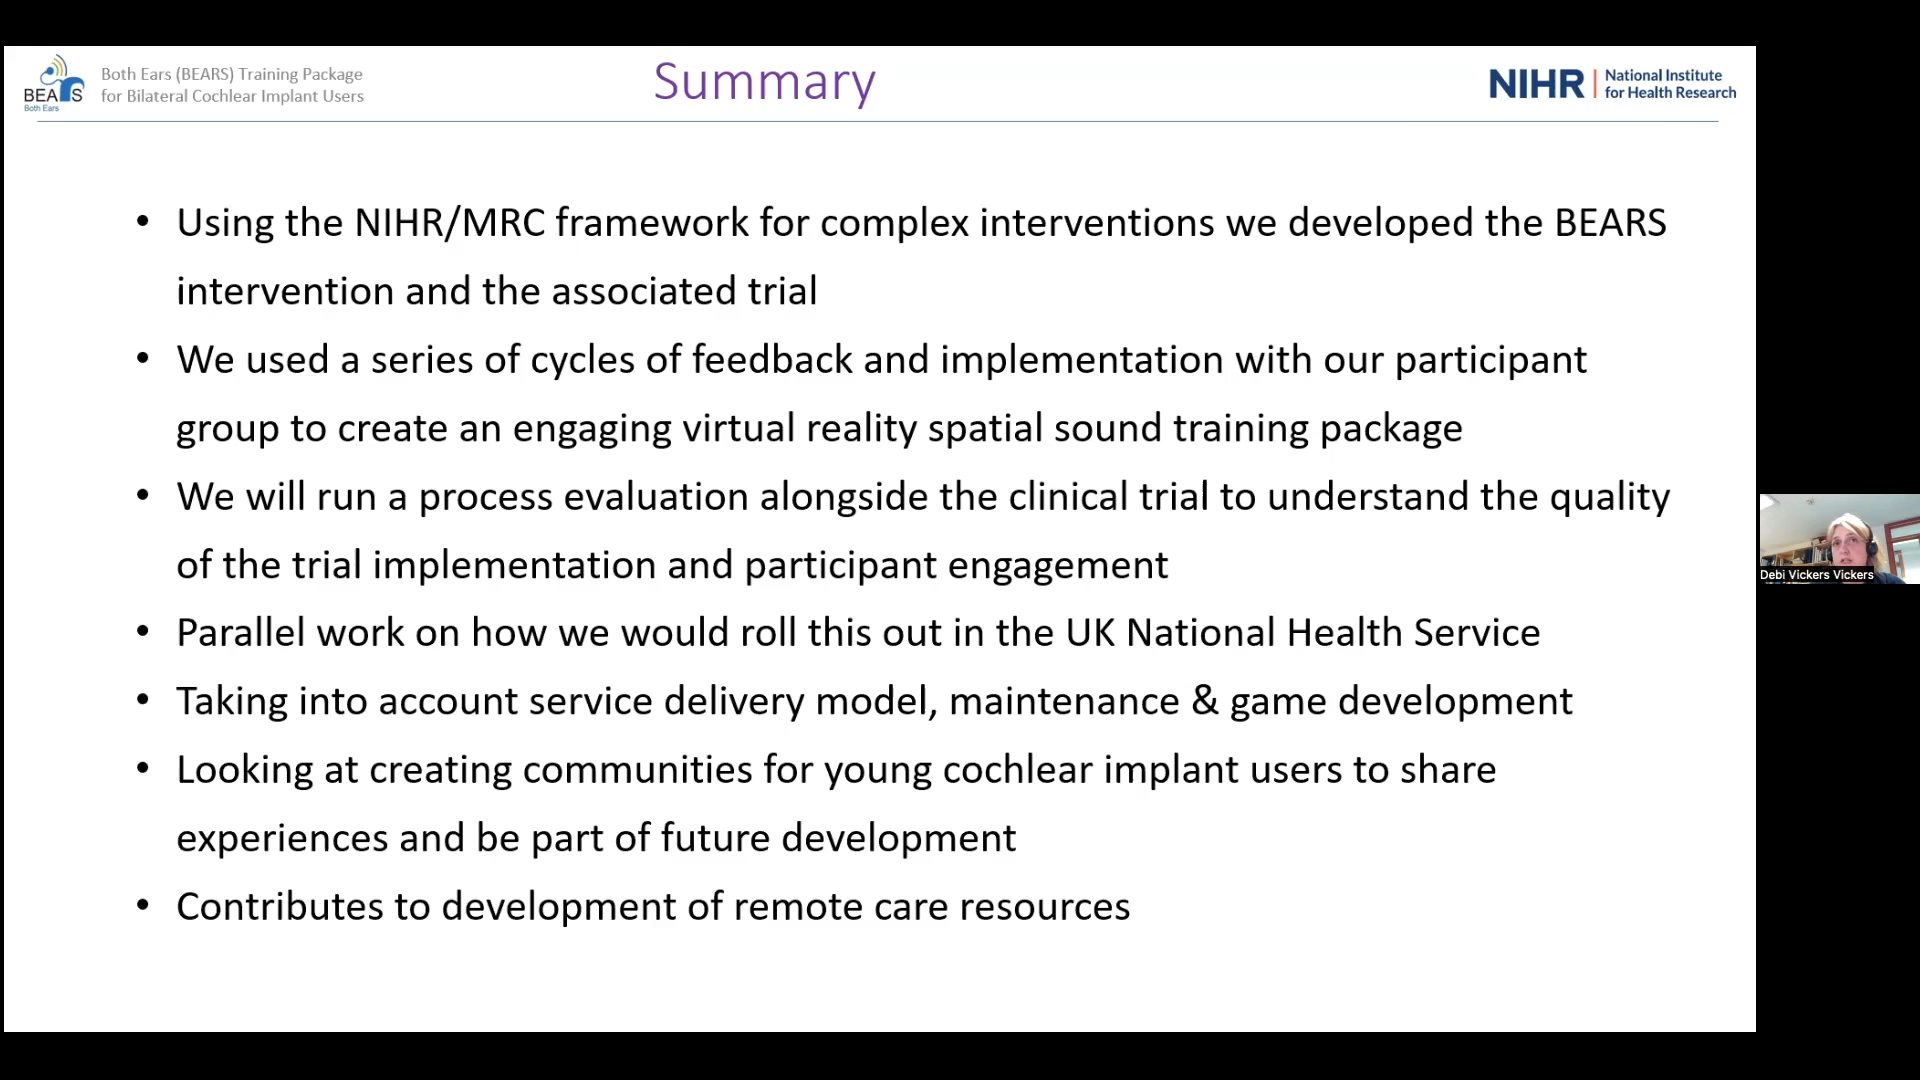 BEARS
Both Ears
Both Ears (BEARS) Training Package
for Bilateral Cochlear Implant Users
Summary
NIHR | National Institute
for Health Research
• Using the NIHR/MRC framework for complex interventions we developed the BEARS
intervention and the associated trial
• We used a series of cycles of feedback and implementation with our participant
group to create an engaging virtual reality spatial sound training package
• We will run a process evaluation alongside the clinical trial to understand the quality
of the trial implementation and participant engagement
• Parallel work on how we would roll this out in the UK National Health Service
• Taking into account service delivery model, maintenance & game development
• Looking at creating communities for young cochlear implant users to share
experiences and be part of future development
• Contributes to development of remote care resources
Debi Vickers Vickers